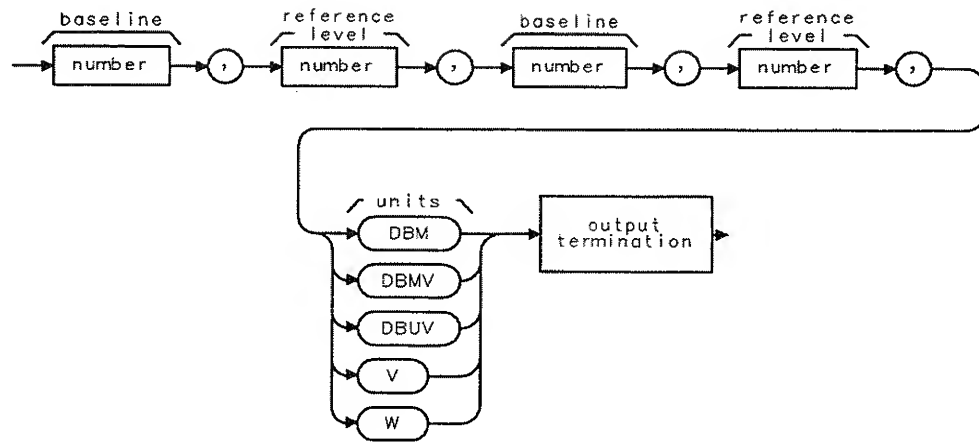 baseline
reference level
baseline
reference level
number , number , number , number ,
units
DBM
DBMV
DBUV
V
W
output
termination